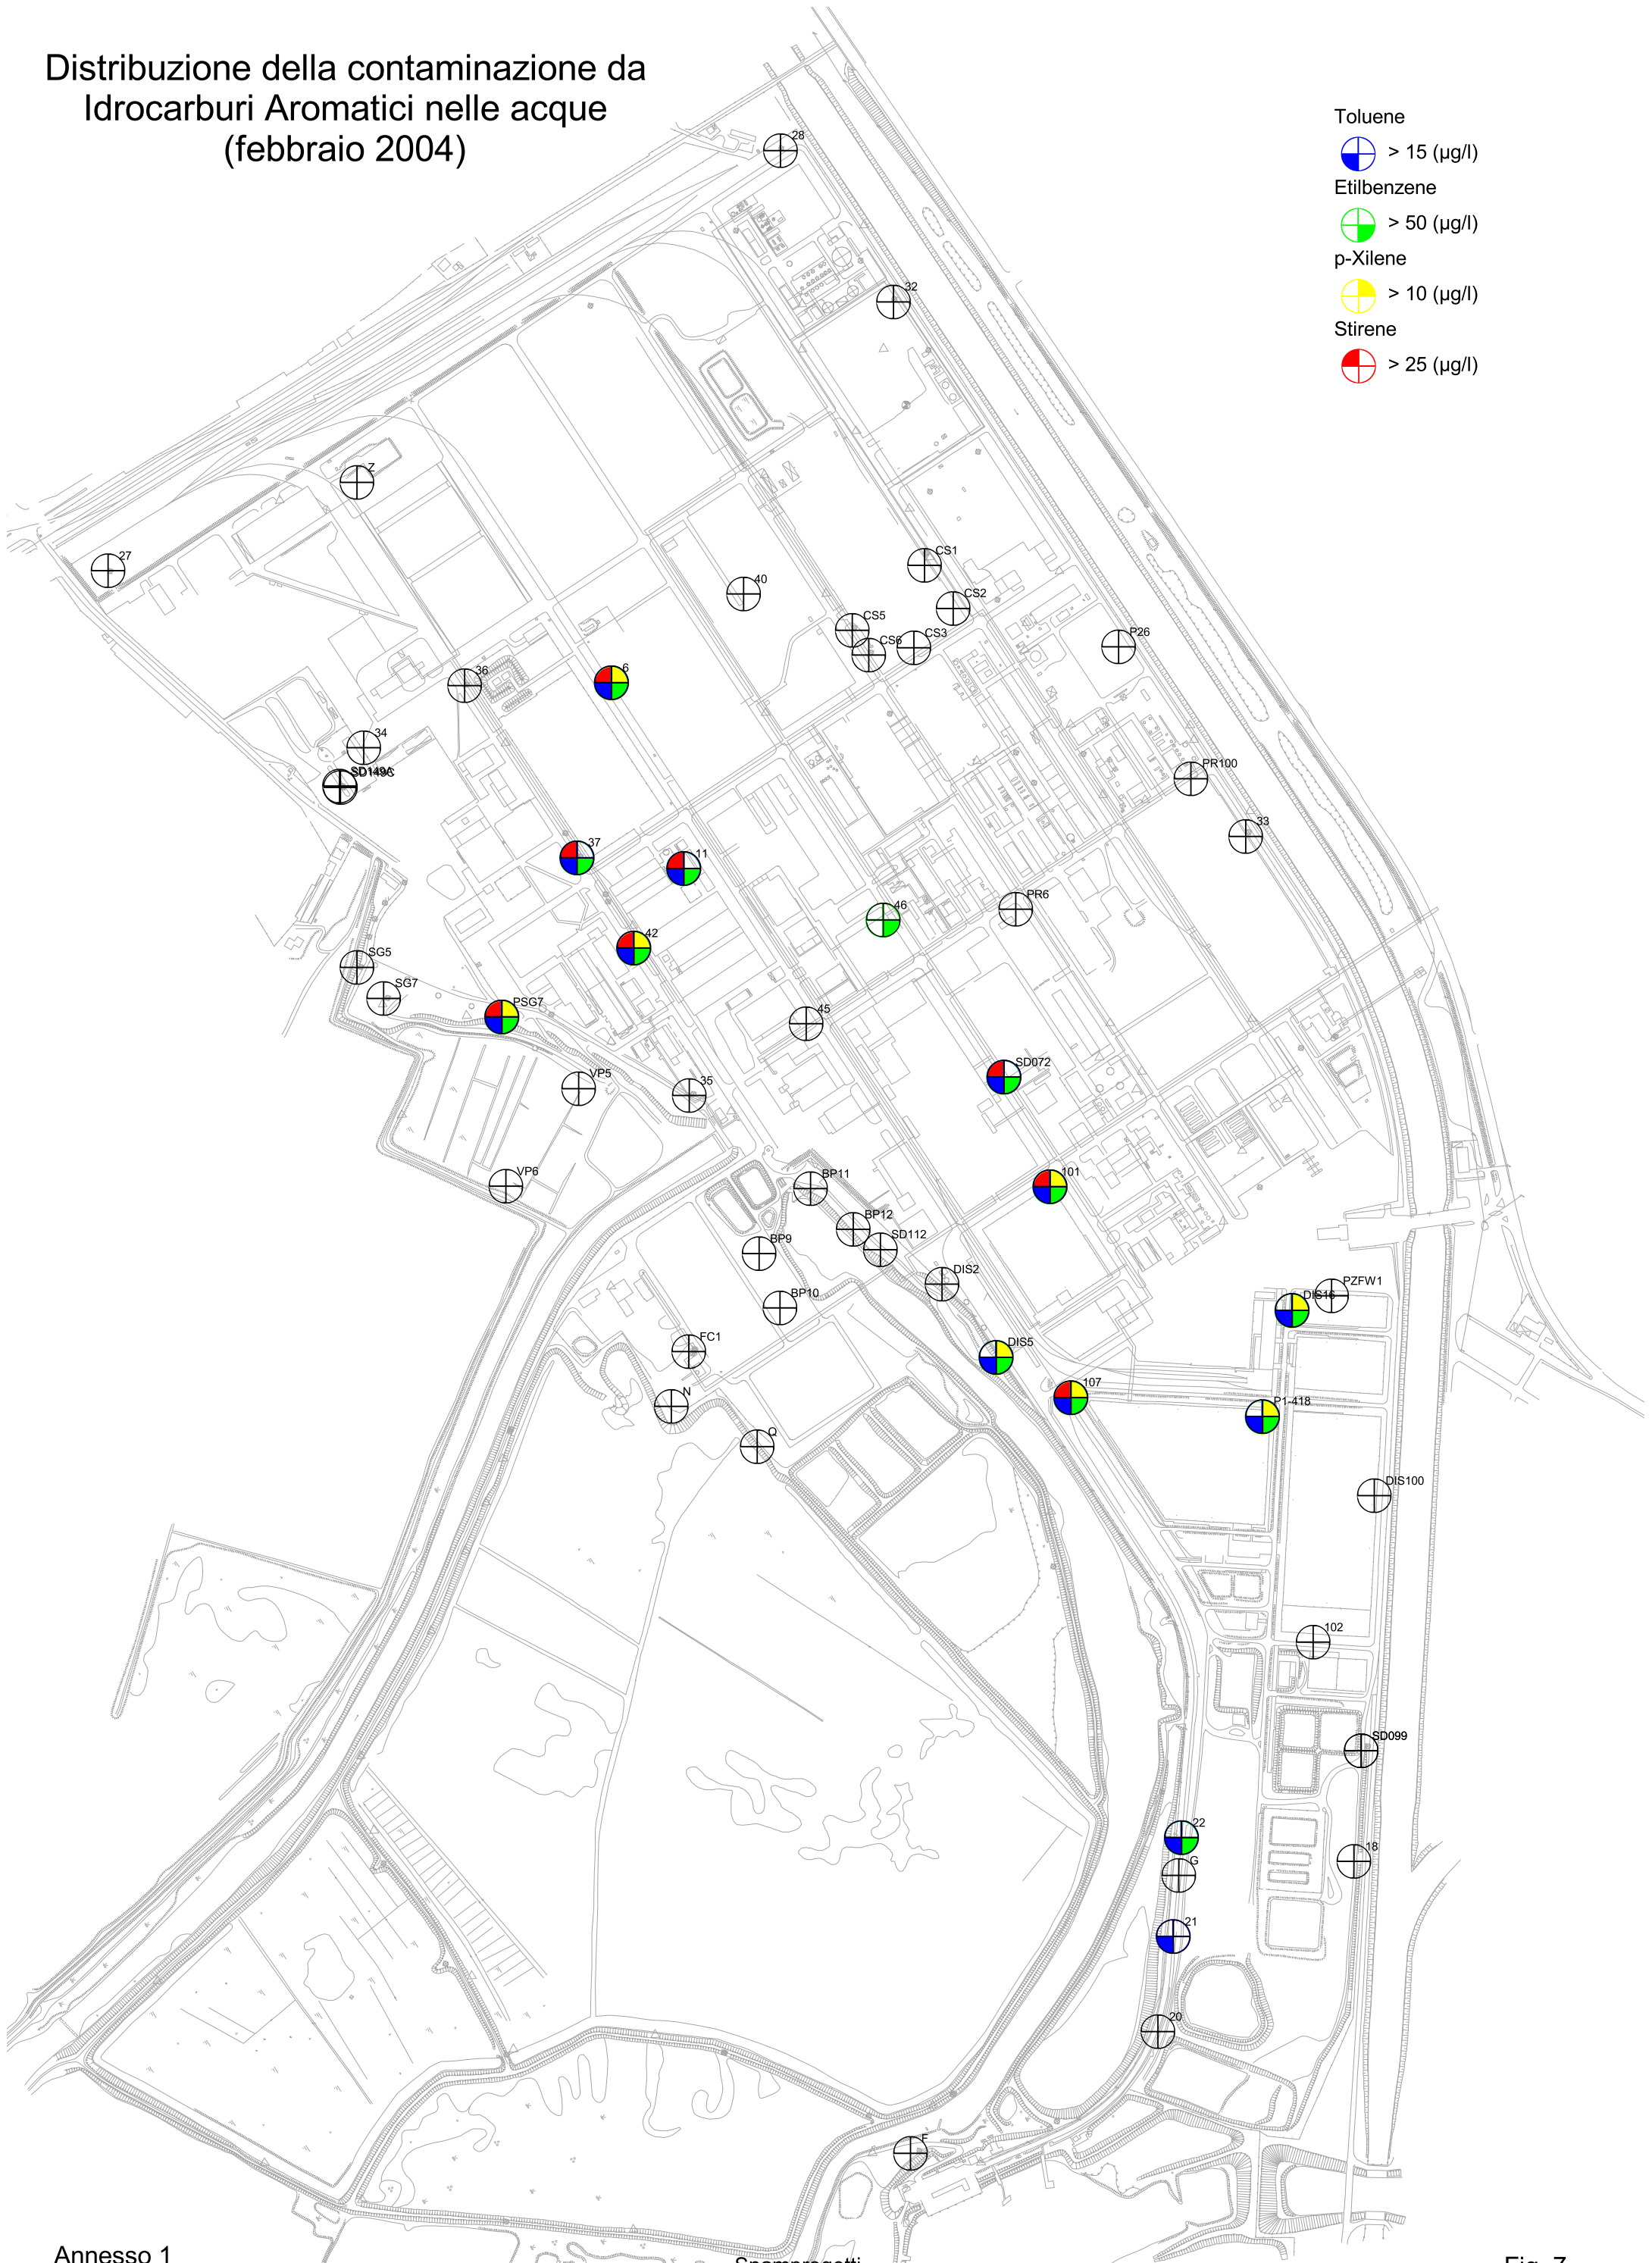 Distribuzione della contaminazione da
Idrocarburi Aromatici nelle acque
(febbraio 2004)
Toluene
> 15 (µg/l)
Etilbenzene
> 50 (µg/l)
p-Xilene
> 10 (µg/l)
Stirene
> 25 (µg/l)
28
32
Z
27
CS1
40
CS2
CS5
CS3
CS6
P26
36
6
34
SD149C
PR100
33
37
11
PR6
46
42
SG5
SG7
PSG7
45
SD072
VP5
35
VP6
BP11
101
BP12
SD112
BP9
DIS2
PZFW1
DIS16
BP10
FC1
DIS5
N
107
P1-418
Q
DIS100
102
SD099
22
18
G
21
20
F
Annesso 1